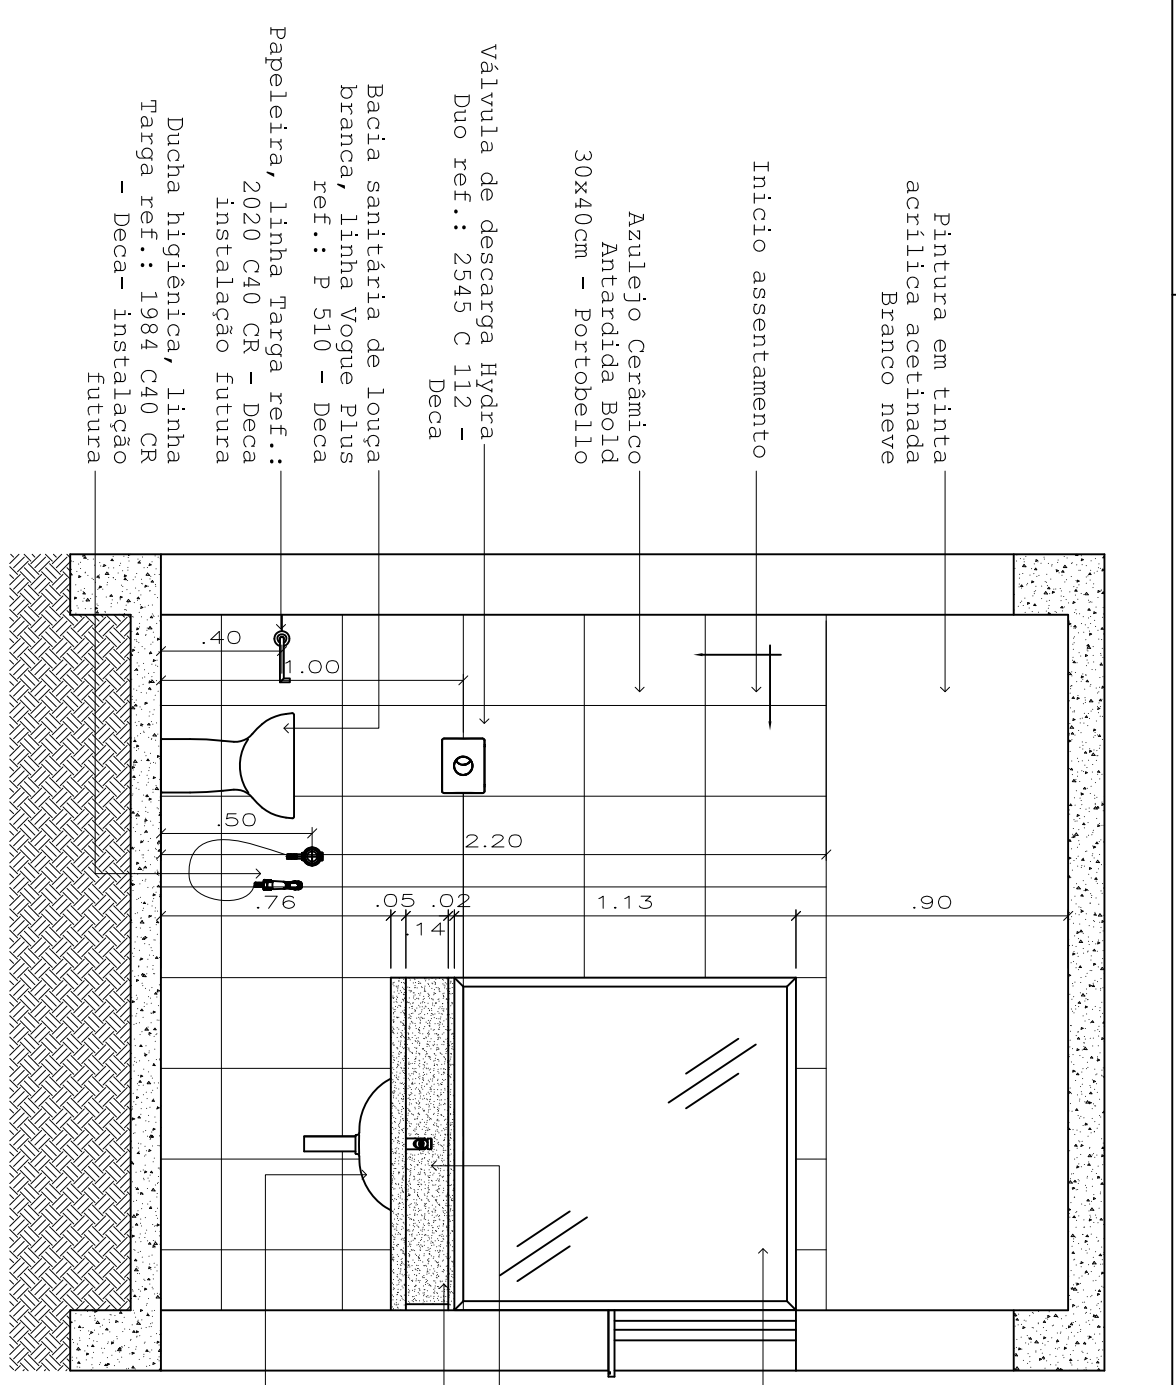 Pintura em tinta
acrílica acetinada
Branco neve
Inicio assentamento
Azulejo Cerâmico
Antardida Bold
30x40cm - Portobello
Válvula de descarga Hydra
Duo ref.: 2545 C 112 -
Deca
Bacia sanitária de louça
branca, linha Vogue Plus
ref.: P 510 - Deca
Papeleira, linha Targa ref.:
2020 C40 CR - Deca
instalação futura
Ducha higiênica, linha
Targa ref.: 1984 C40 CR
- Deca- instalação
futura
.40
1.00
.50
2.20
.76
.05
.14
.02
1.13
.90